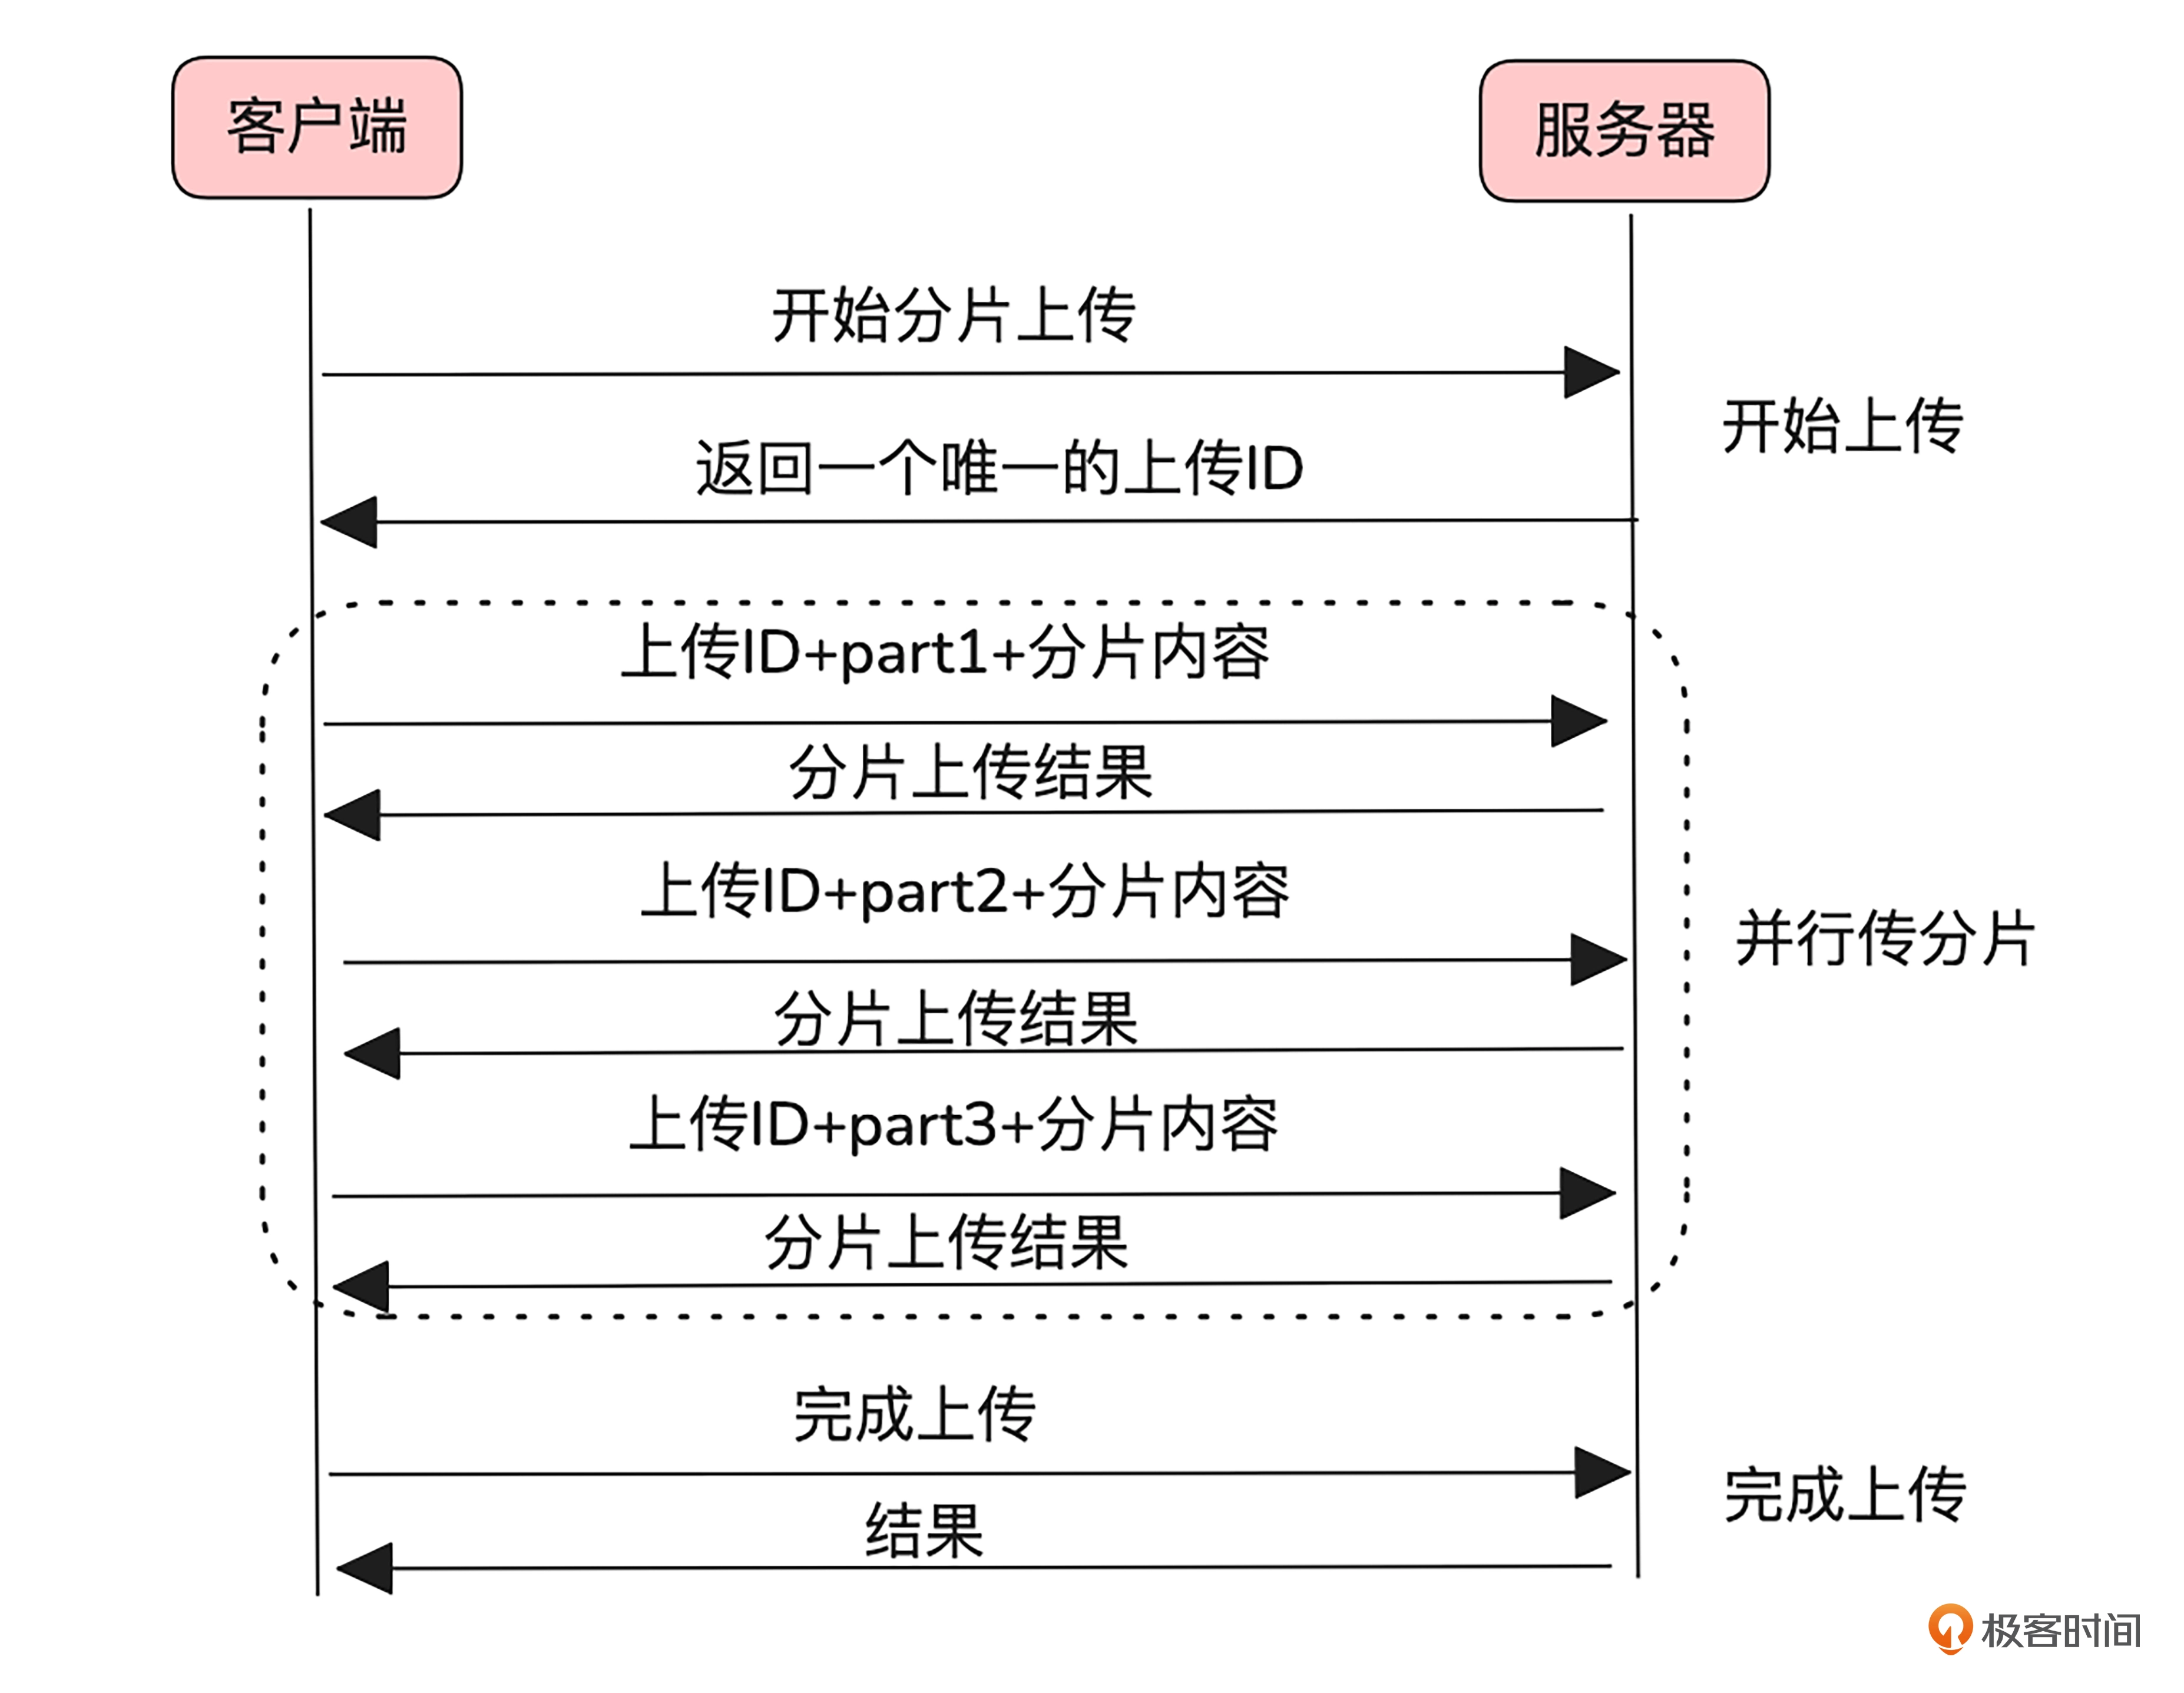 客户端
服务器
开始分片上传
开始上传
返回一个唯一的上传ID
上传ID+part1+分片内容
分片上传结果
上传ID+part2+分片内容
并行传分片
分片上传结果
上传ID+part3+分片内容
分片上传结果
完成上传
完成上传
结果
极客时间